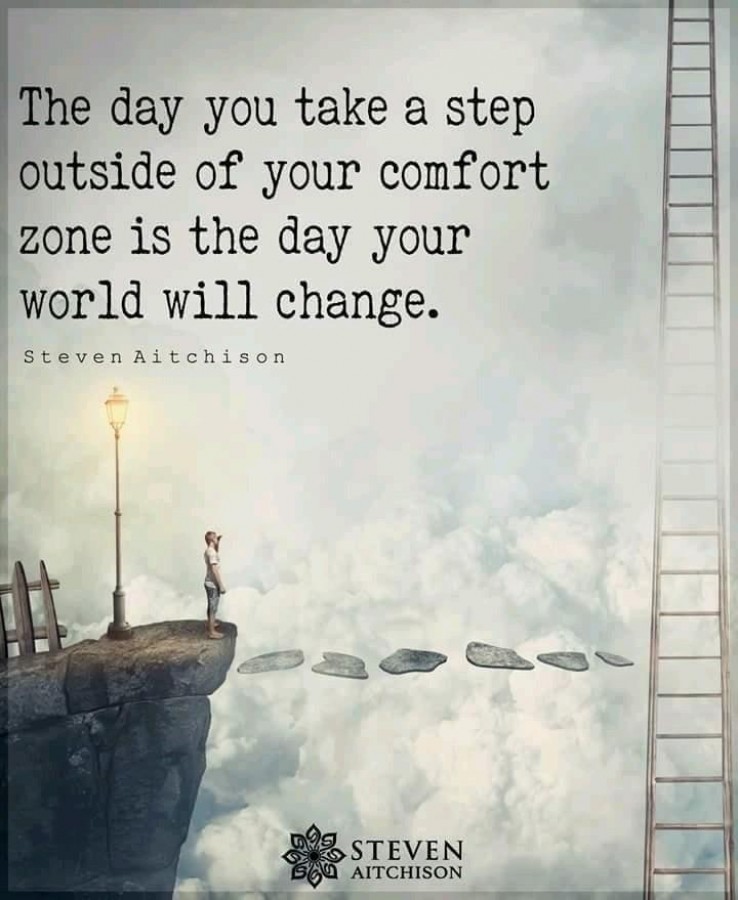 The day you take a step
outside of your comfort
zone is the day your
world will change.
Steven Aitchison
STEVEN
AITCHISON